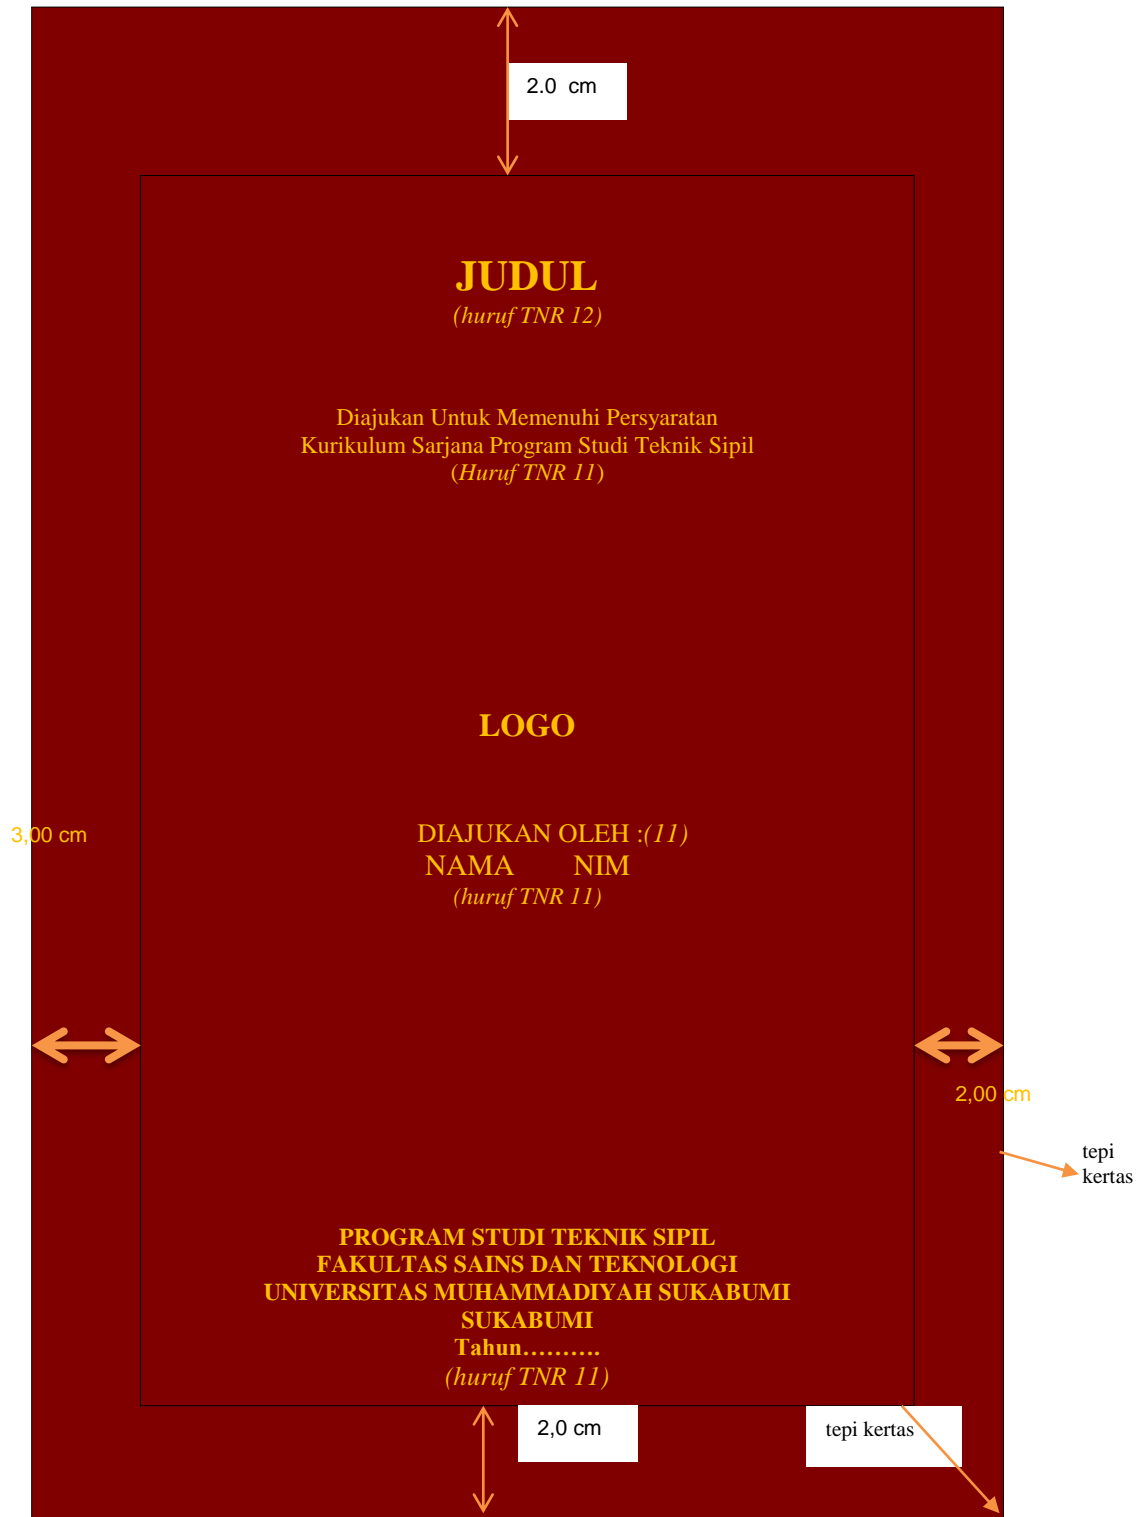 2.0 cm
JUDUL
(huruf TNR 12)
Diajukan Untuk Memenuhi Persyaratan
Kurikulum Sarjana Program Studi Teknik Sipil
(Huruf TNR 11)
LOGO
3,00 cm
DIAJUKAN OLEH :(11)
NAMA NIM
(huruf TNR 11)
2,00 cm
tepi
kertas
PROGRAM STUDI TEKNIK SIPIL
FAKULTAS SAINS DAN TEKNOLOGI
UNIVERSITAS MUHAMMADIYAH SUKABUMI
SUKABUMI
Tahun……….
(huruf TNR 11)
2,0 cm
tepi kertas